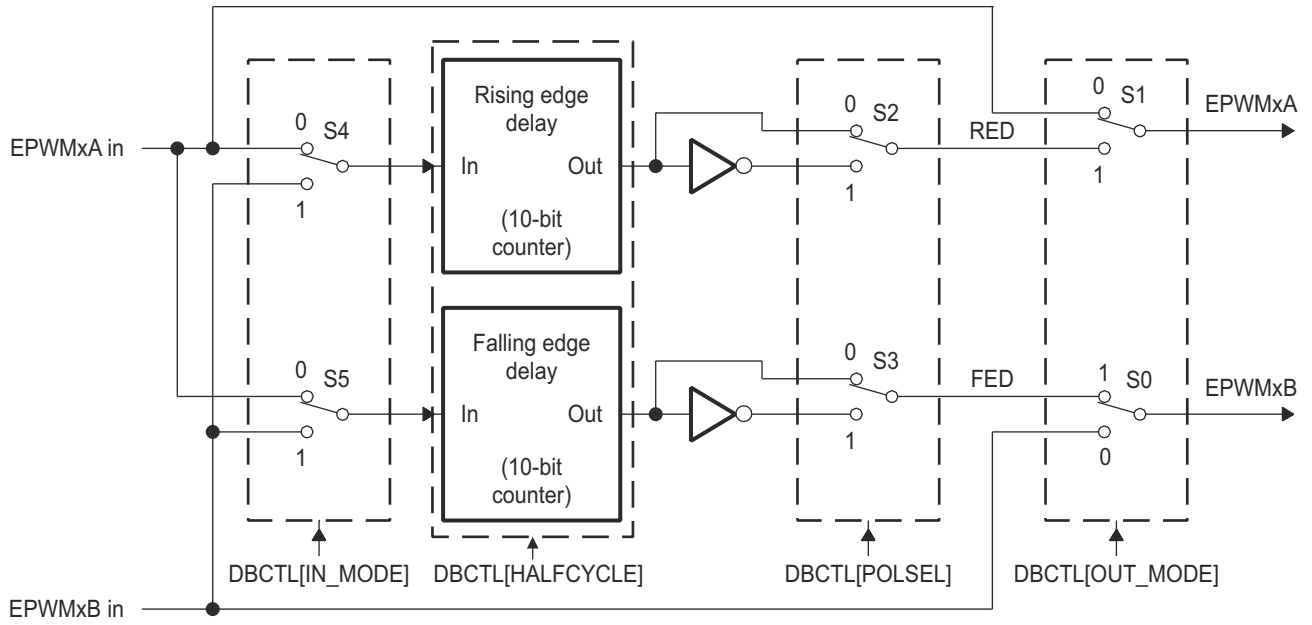 EPWMxA in
0
S4
1
Rising edge
delay
In
Out
(10-bit
counter)
0
S2
1
RED
0
S1
1
EPWMxA
0
S5
1
Falling edge
delay
In
Out
(10-bit
counter)
0
S3
1
FED
1
S0
0
EPWMxB
DBCTL[IN_MODE]
DBCTL[HALFCYCLE]
DBCTL[POLSEL]
DBCTL[OUT_MODE]
EPWMxB in